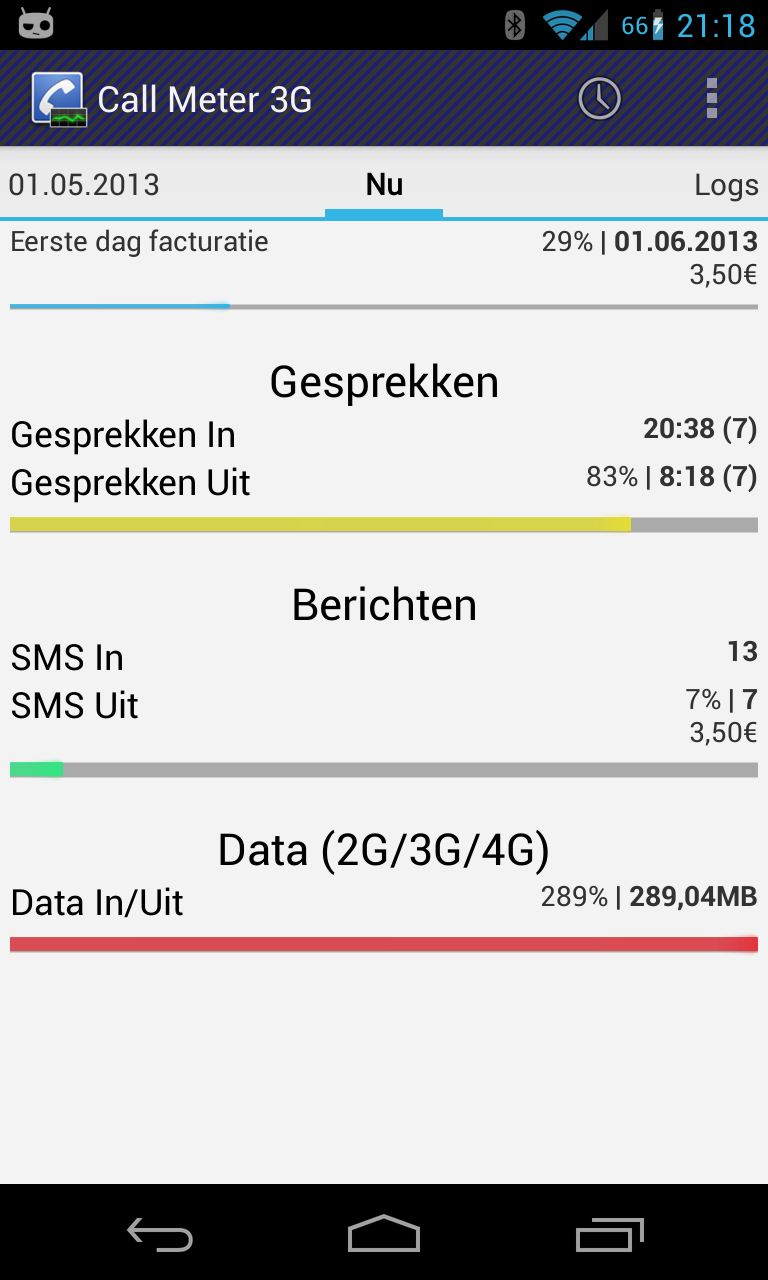 66 21:18
Call Meter 3G
01.05.2013 Nu Logs
Eerste dag facturatie 29% | 01.06.2013
3,50€
Gesprekken
Gesprekken In 20:38 (7)
Gesprekken Uit 83% | 8:18 (7)
Berichten
SMS In 13
SMS Uit 7% | 7
3,50€
Data (2G/3G/4G)
Data In/Uit 289% | 289,04MB